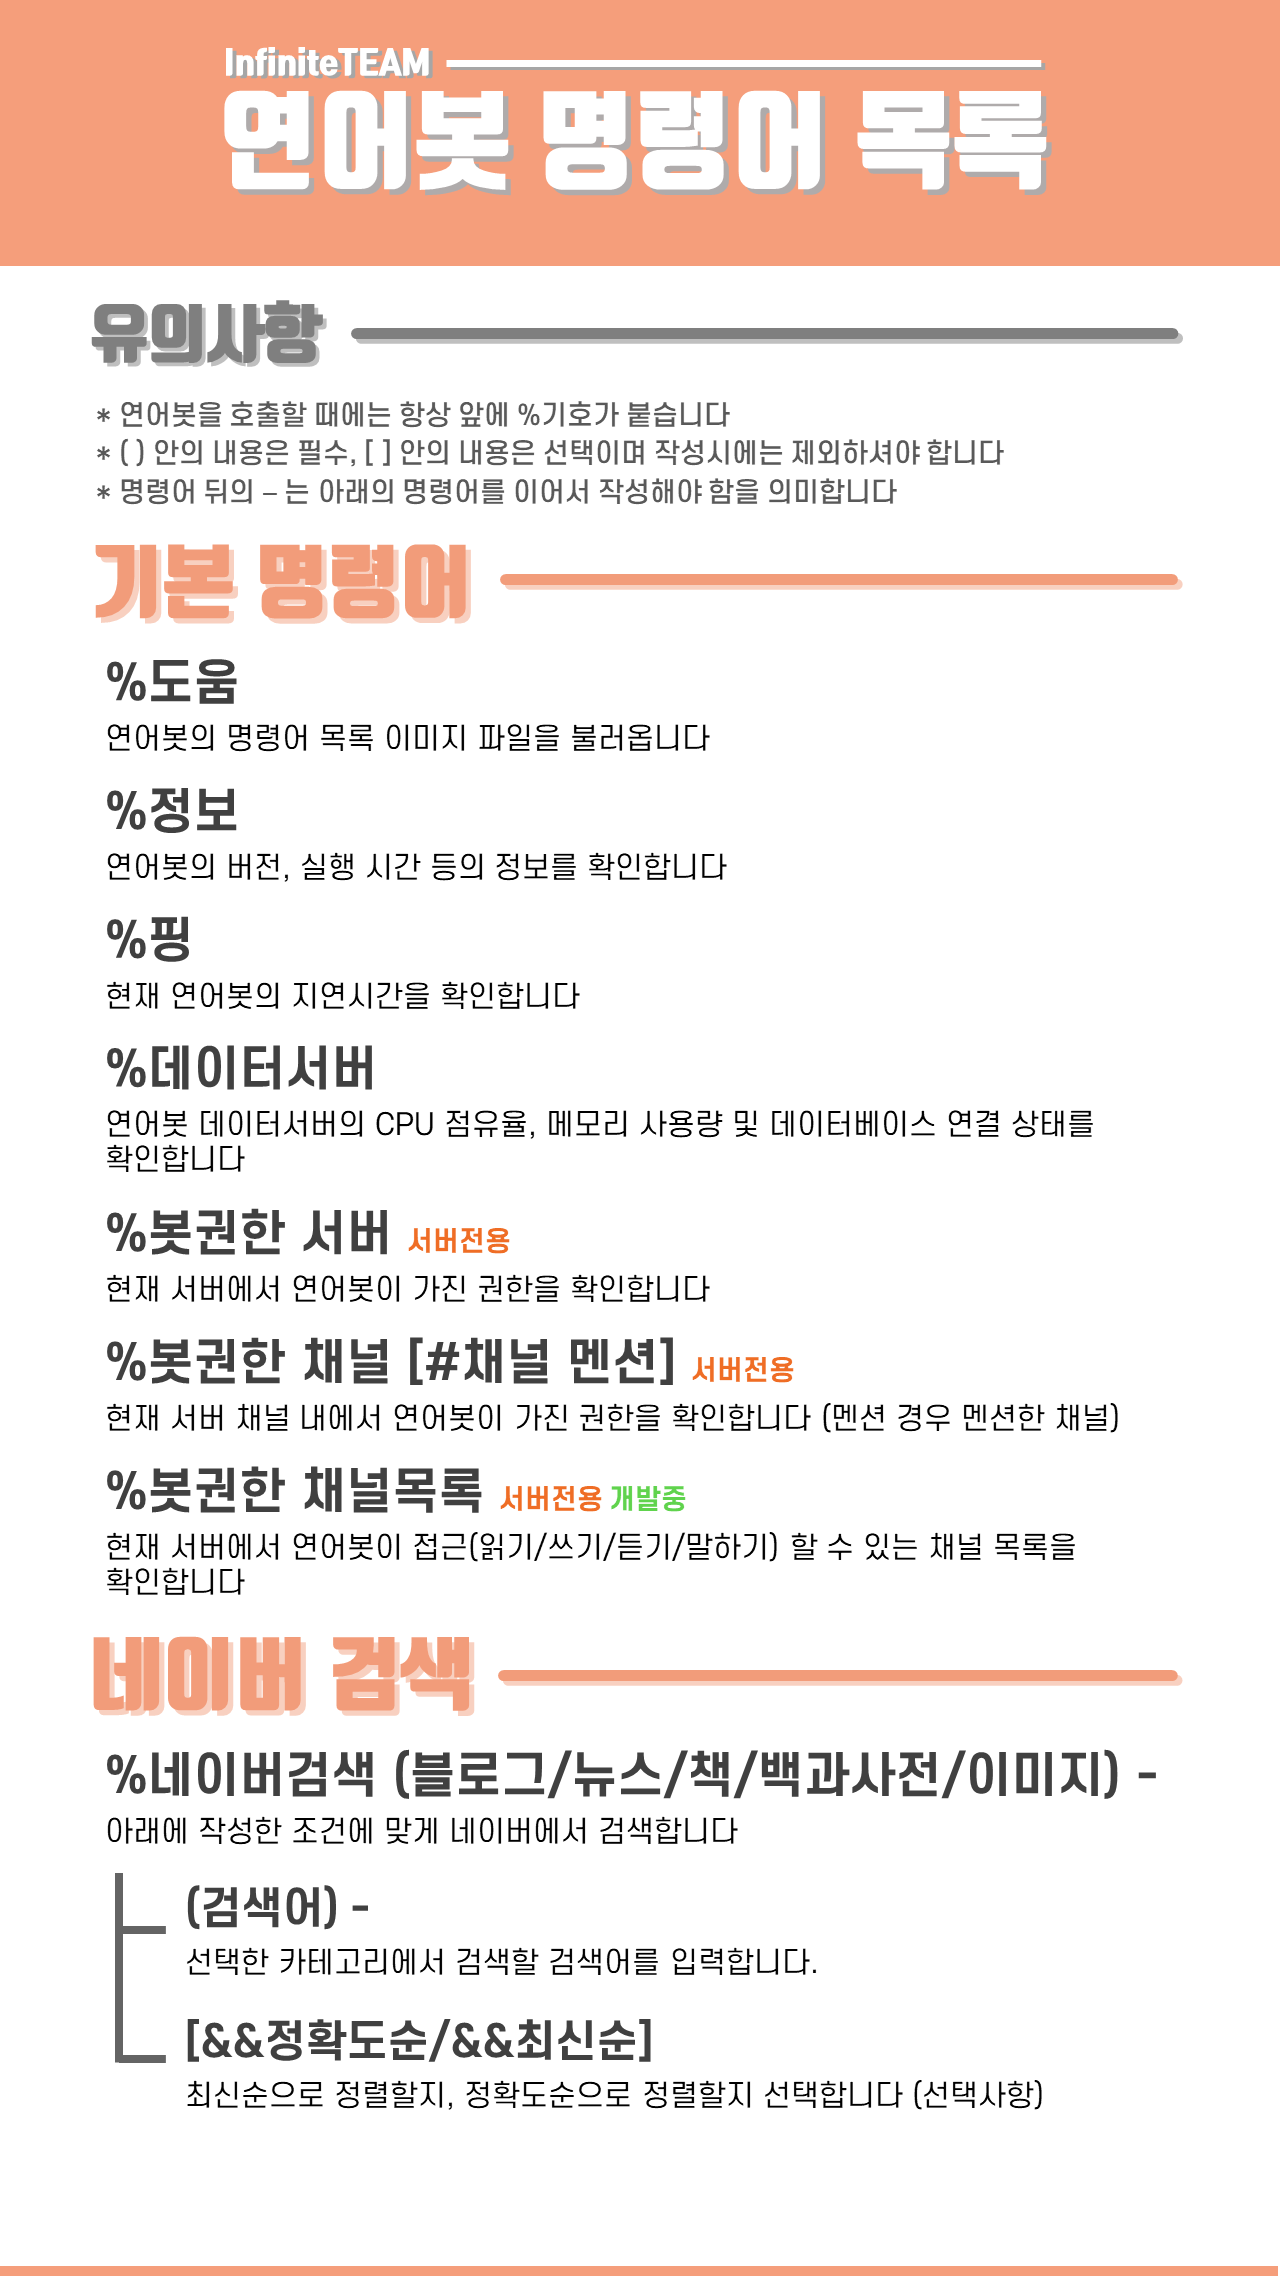 InfiniteTEAM
연어봇 명령어 목록
유의사항
* 연어봇을 호출할 때에는 항상 앞에 %기호가 붙습니다
* ( ) 안의 내용은 필수, [ ] 안의 내용은 선택이며 작성시에는 제외하셔야 합니다
* 명령어 뒤의 – 는 아래의 명령어를 이어서 작성해야 함을 의미합니다
기본 명령어
%도움
연어봇의 명령어 목록 이미지 파일을 불러옵니다
%정보
연어봇의 버전, 실행 시간 등의 정보를 확인합니다
%핑
현재 연어봇의 지연시간을 확인합니다
%데이터서버
연어봇 데이터서버의 CPU 점유율, 메모리 사용량 및 데이터베이스 연결 상태를
확인합니다
%봇권한 서버 서버전용
현재 서버에서 연어봇이 가진 권한을 확인합니다
%봇권한 채널 [#채널 멘션] 서버전용
현재 서버 채널 내에서 연어봇이 가진 권한을 확인합니다 (멘션 경우 멘션한 채널)
%봇권한 채널목록 서버전용 개발중
현재 서버에서 연어봇이 접근(읽기/쓰기/듣기/말하기) 할 수 있는 채널 목록을
확인합니다
네이버 검색
%네이버검색 (블로그/뉴스/책/백과사전/이미지) -
아래에 작성한 조건에 맞게 네이버에서 검색합니다
(검색어) -
선택한 카테고리에서 검색할 검색어를 입력합니다.
[&&정확도순/&&최신순]
최신순으로 정렬할지, 정확도순으로 정렬할지 선택합니다 (선택사항)